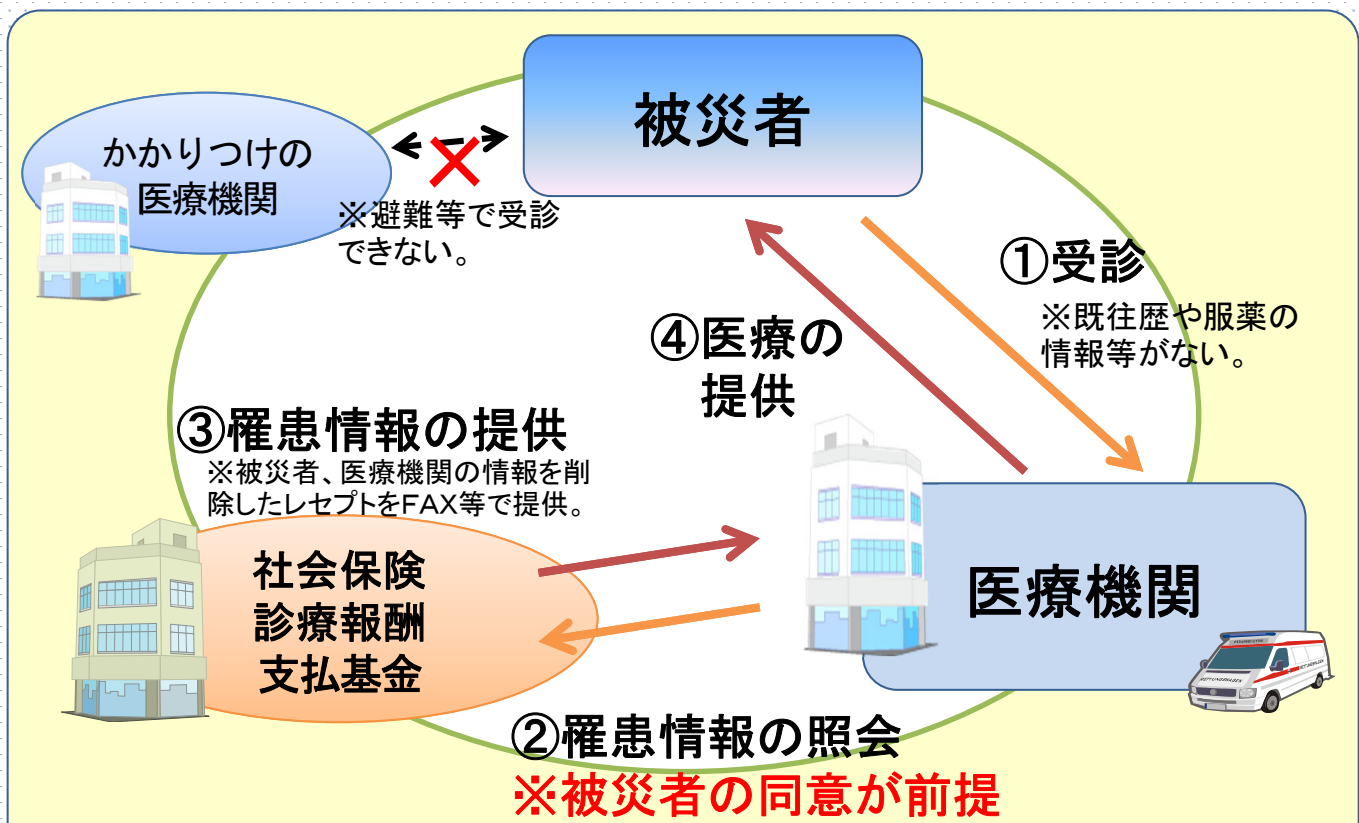 被災者
かかりつけの
医療機関
※避難等で受診
できない。
①受診
※既往歴や服薬の
情報等がない。
④医療の
提供
③罹患情報の提供
※被災者、医療機関の情報を削
除したレセプトをFAX等で提供。
社会保険
診療報酬
支払基金
医療機関
②罹患情報の照会
※被災者の同意が前提